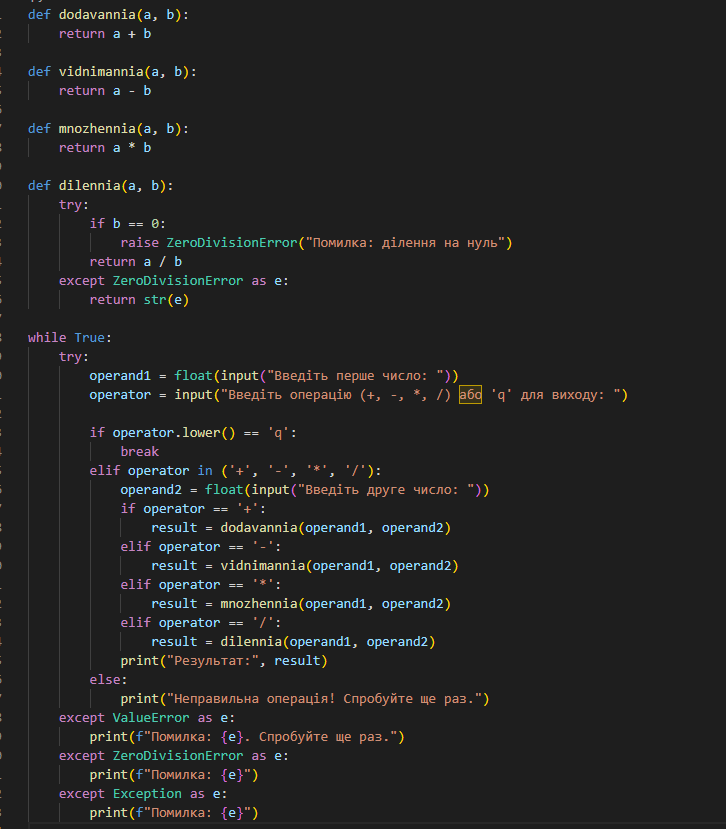 def dodavannia(a, b):
    return a + b
def vidnimannia(a, b):
    return a - b
def mnozhennia(a, b):
    return a * b
def dilennia(a, b):
    try:
        if b == 0:
            raise ZeroDivisionError("Помилка: ділення на нуль")
        return a / b
    except ZeroDivisionError as e:
        return str(e)
while True:
    try:
        operand1 = float(input("Введіть перше число: "))
        operator = input("Введіть операцію (+, -, *, /) або 'q' для виходу: ")
        if operator.lower() == 'q':
            break
        elif operator in ('+', '-', '*', '/'):
            operand2 = float(input("Введіть друге число: "))
            if operator == '+':
                result = dodavannia(operand1, operand2)
            elif operator == '-':
                result = vidnimannia(operand1, operand2)
            elif operator == '*':
                result = mnozhennia(operand1, operand2)
            elif operator == '/':
                result = dilennia(operand1, operand2)
            print("Результат:", result)
        else:
            print("Неправильна операція! Спробуйте ще раз.")
    except ValueError as e:
        print(f"Помилка: {e}. Спробуйте ще раз.")
    except ZeroDivisionError as e:
        print(f"Помилка: {e}")
    except Exception as e:
        print(f"Помилка: {e}")